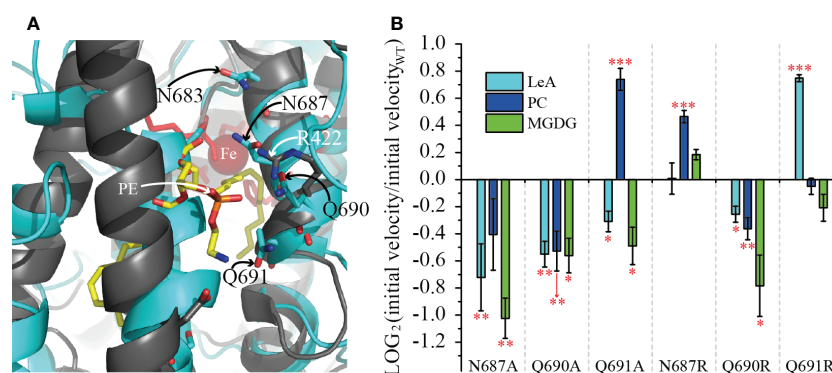 A
N683
N687
R422
Fe
PE
Q690
Q691
B
LOG2(initial velocity/initial velocityWT)
1.0
0.8
0.6
0.4
0.2
0.0
-0.2
-0.4
-0.6
-0.8
-1.0
-1.2
LeA
PC
MGDG
***
***
***
**
**
**
**
*
*
*
*
**
*
N687A Q690A Q691A N687R Q690R Q691R